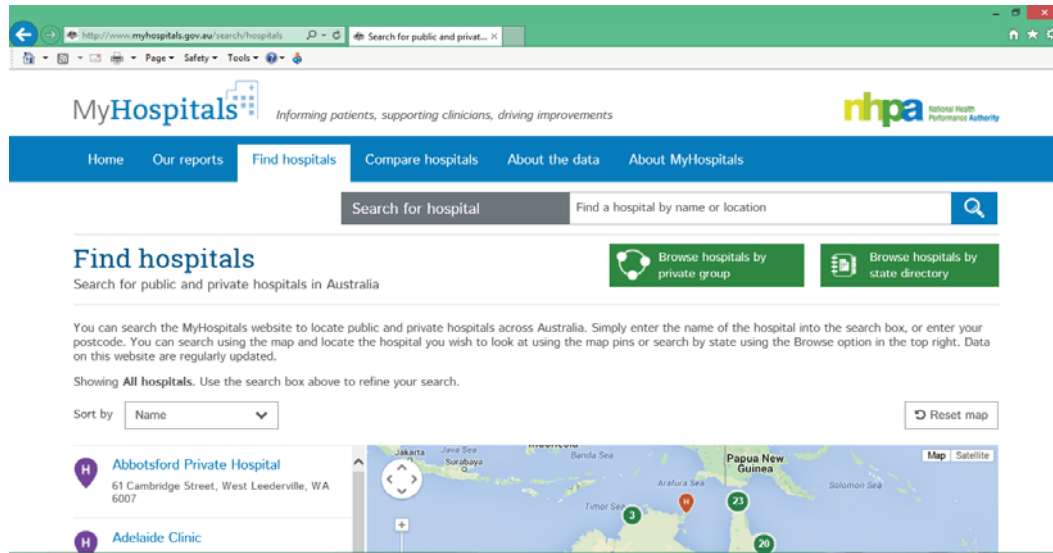 http://www.myhospitals.gov.au/search/hospitals
Search for public and privat...
Page
Safety
Tools
MyHospitals
Informing patients, supporting clinicians, driving improvements
nhpa National Health
Performance Authority
Home
Our reports
Find hospitals
Compare hospitals
About the data
About MyHospitals
Search for hospital
Find a hospital by name or location
Find hospitals
Search for public and private hospitals in Australia
Browse hospitals by
private group
Browse hospitals by
state directory
You can search the MyHospitals website to locate public and private hospitals across Australia. Simply enter the name of the hospital into the search box, or enter your
postcode. You can search using the map and locate the hospital you wish to look at using the map pins or search by state using the Browse option in the top right. Data
on this website are regularly updated.
Showing All hospitals. Use the search box above to refine your search.
Sort by
Name
Reset map
H
Abbotsford Private Hospital
61 Cambridge Street, West Leederville, WA
6007
H
Adelaide Clinic
Jakarta
Java Sea
Surabaya
Banda Sea
Papua New
Guinea
Map
Satellite
Arafura Sea
Solomon Sea
Timor Sea
H
3
23
20